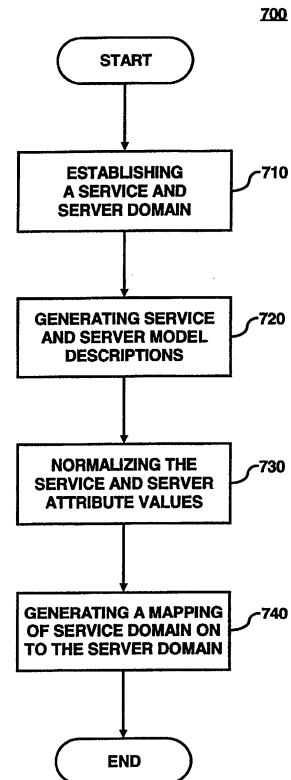 700
START
ESTABLISHING
A SERVICE AND
SERVER DOMAIN
710
GENERATING SERVICE
AND SERVER MODEL
DESCRIPTIONS
720
NORMALIZING THE
SERVICE AND SERVER
ATTRIBUTE VALUES
730
GENERATING A MAPPING
OF SERVICE DOMAIN ON
TO THE SERVER DOMAIN
740
END